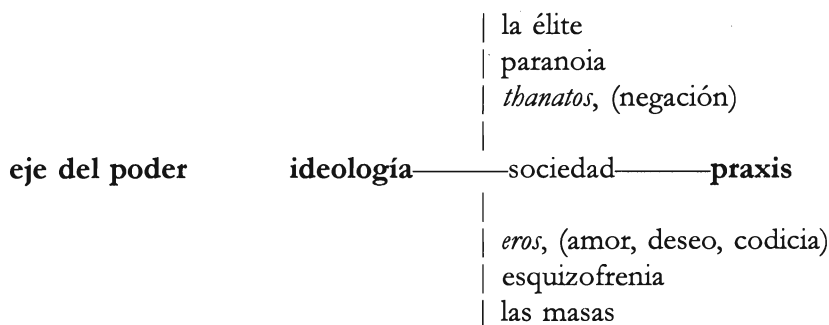 la élite
paranoia
thanatos, (negación)
eje del poder ideología sociedad praxis
eros, (amor, deseo, codicia)
esquizofrenia
las masas